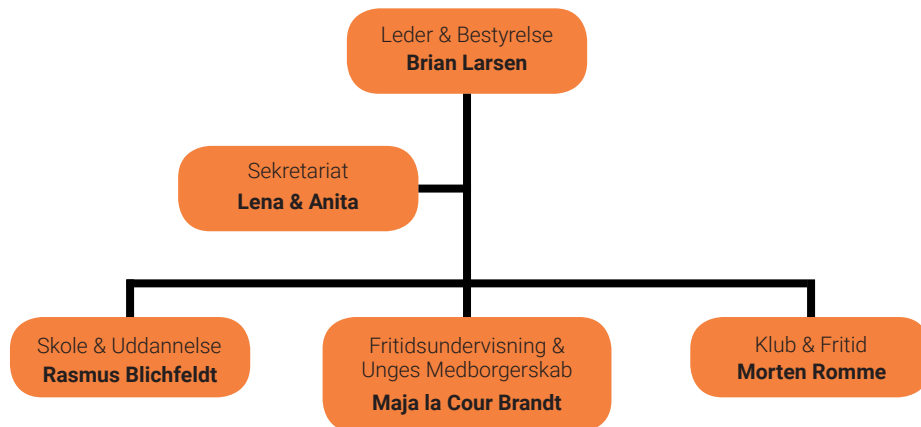 Leder & Bestyrelse
Brian Larsen
Sekretariat
Lena & Anita
Skole & Uddannelse
Rasmus Blichfeldt
Fritidsundervisning &
Unges Medborgerskab
Maja la Cour Brandt
Klub & Fritid
Morten Romme